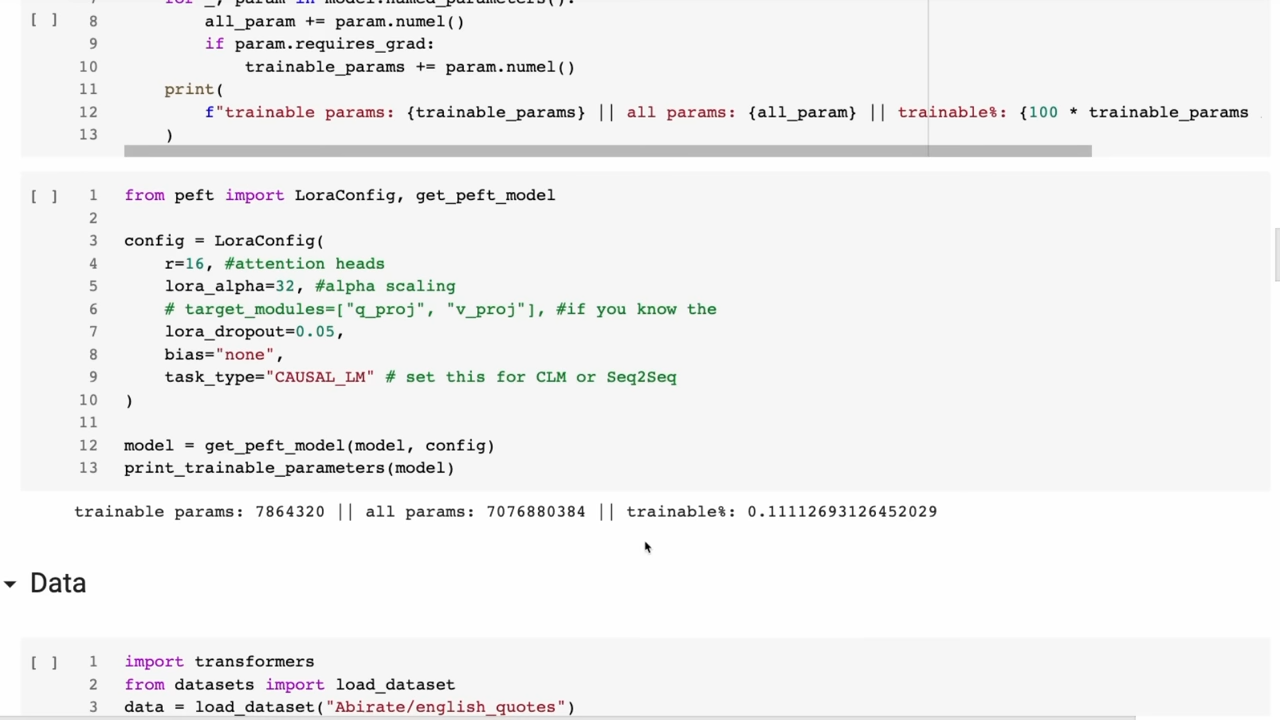 [ ] 8 all_param += param.numel()
9 if param.requires_grad:
10 trainable_params += param.numel()
11 print(
12 f"trainable params: {trainable_params} || all params: {all_param} || trainable%: {100 * trainable_params
13 )
[ ] 1 from peft import LoraConfig, get_peft_model
2
3 config = LoraConfig(
4 r=16, #attention heads
5 lora_alpha=32, #alpha scaling
6 # target_modules=["q_proj", "v_proj"], #if you know the
7 lora_dropout=0.05,
8 bias="none",
9 task_type="CAUSAL_LM" # set this for CLM or Seq2Seq
10 )
11
12 model = get_peft_model(model, config)
13 print_trainable_parameters(model)
trainable params: 7864320 || all params: 7076880384 || trainable%: 0.11112693126452029
Data
[ ] 1 import transformers
2 from datasets import load_dataset
3 data = load_dataset("Abirate/english_quotes")